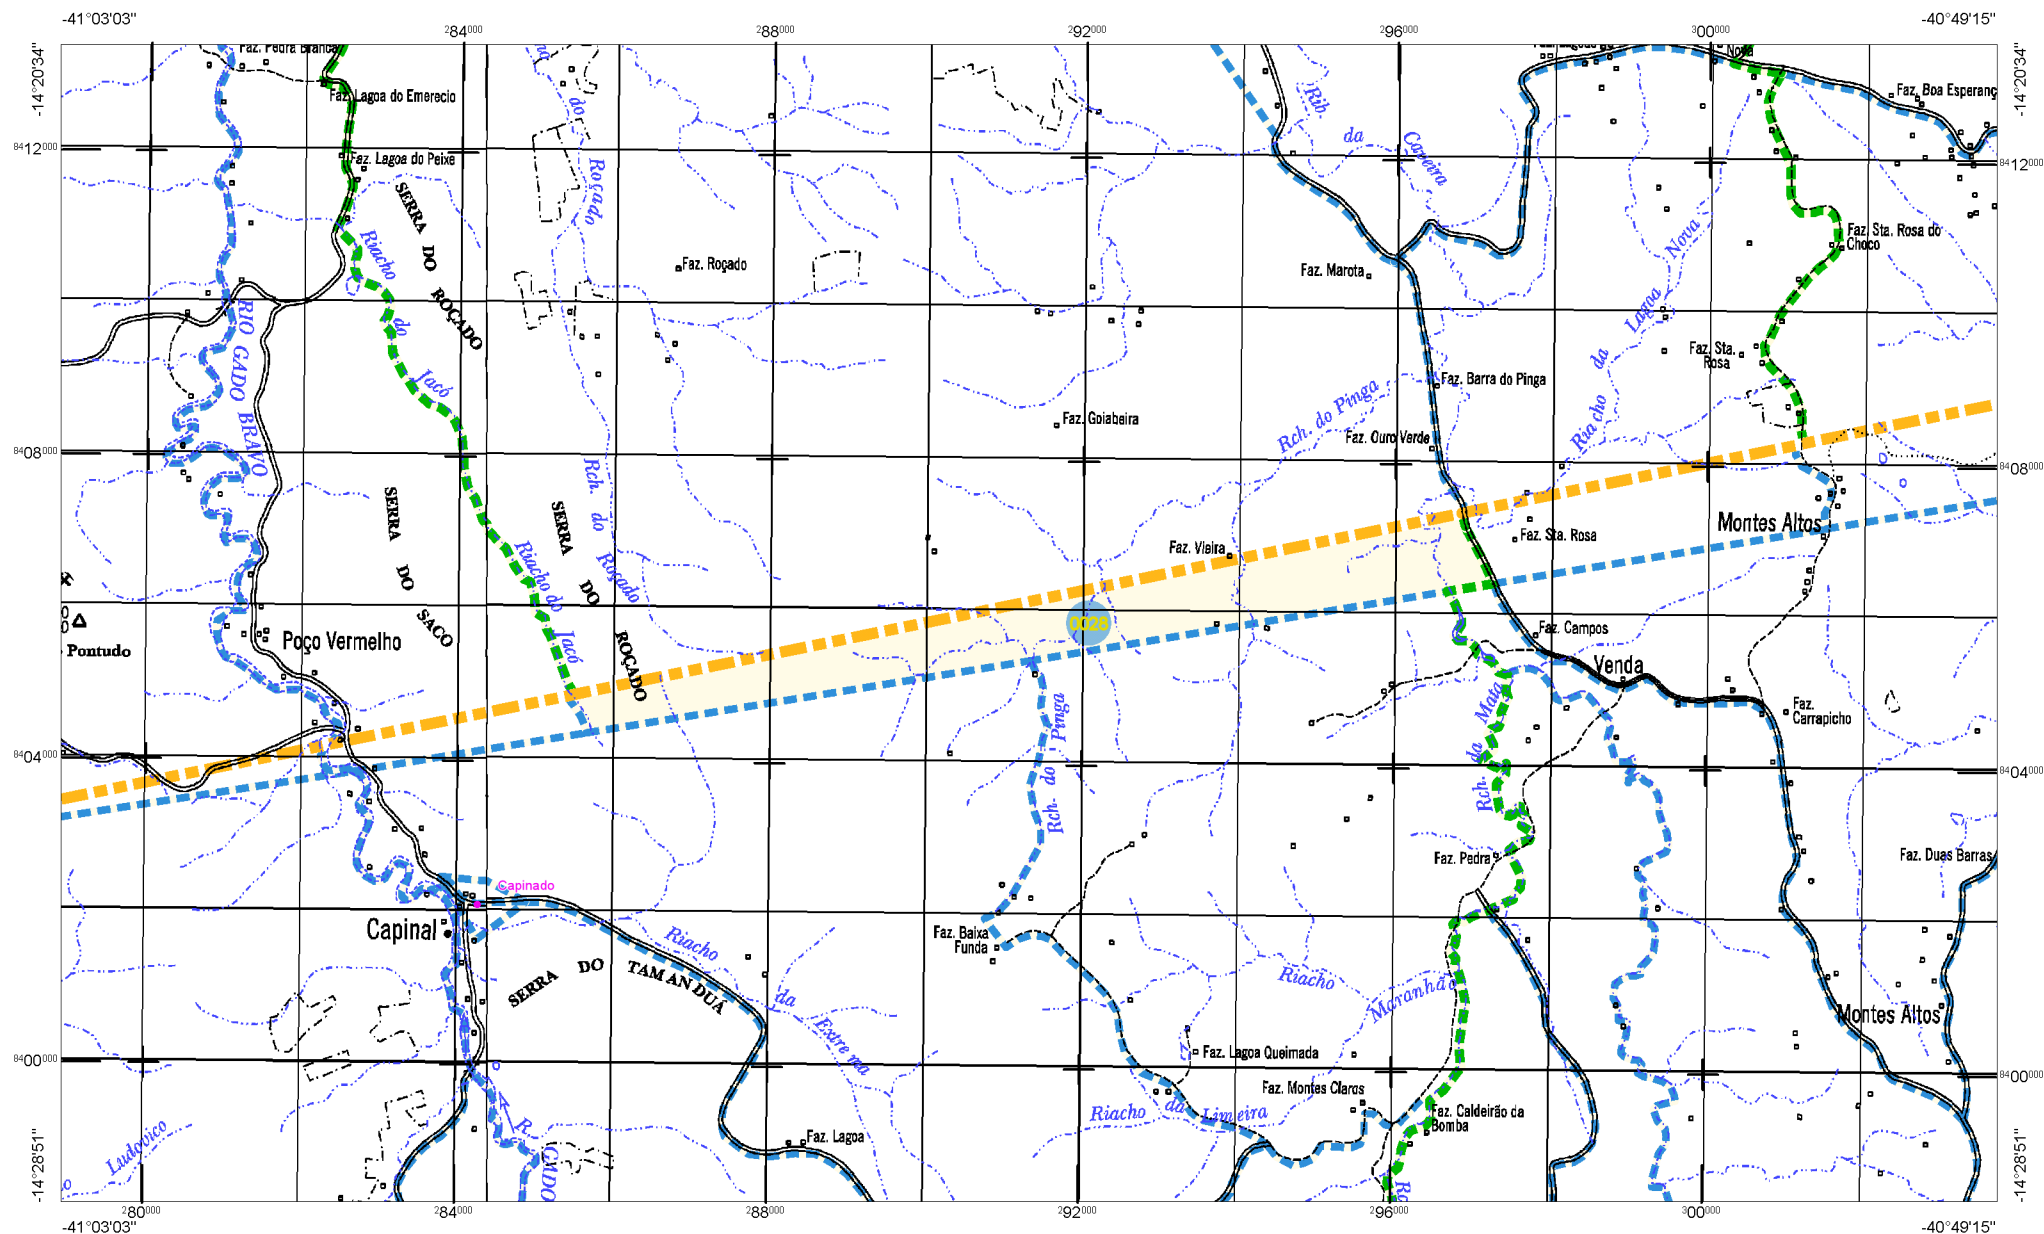 -41°03'03"
-40°49'15"
284000
288000
292000
296000
300000
-14°20'34"
-14°20'34"
Faz. Pedra Branca
Nova
Faz. Lagoa do Emerecio
Faz. Boa Esperanç
Rib.
da
Caveira
do
Roçado
8412000
8412000
Faz. Lagoa do Peixe
SERRA DO ROÇADO
Riacho
do
Jacó
Faz. Roçado
Faz. Marota
Faz. Sta. Rosa do
Choco
Riacho
da
Lagoa
Nova
RIO GADO BRAVO
Faz. Sta.
Rosa
Faz. Barra do Pinga
Rch. do Pinga
Faz. Goiabeira
Faz. Ouro Verde
8408000
8408000
SERRA
DO
SACO
SERRA
DO
ROÇADO
Rch.
do
Roçado
Riacho do
Jacó
Montes Altos
Faz. Vieira
Faz. Sta. Rosa
0028
Poço Vermelho
Pontudo
Faz. Campos
Venda
Faz.
Carrapicho
Rch. do Pinga
Rch. da Mata
8404000
8404000
Faz. Pedra
Faz. Duas Barras
Capinado
Capinal
Faz. Baixa
Funda
Riacho
da
Extrema
SERRA DO TAMANDUÁ
Riacho
Maranhão
Montes Altos
8400000
8400000
Faz. Lagoa Queimada
Faz. Montes Claros
Riacho da Limeira
Faz. Caldeirão da
Bomba
Faz. Lagoa
Ludovico
R.
GADO
-14°28'51"
-14°28'51"
280000
284000
288000
292000
296000
300000
-41°03'03"
-40°49'15"